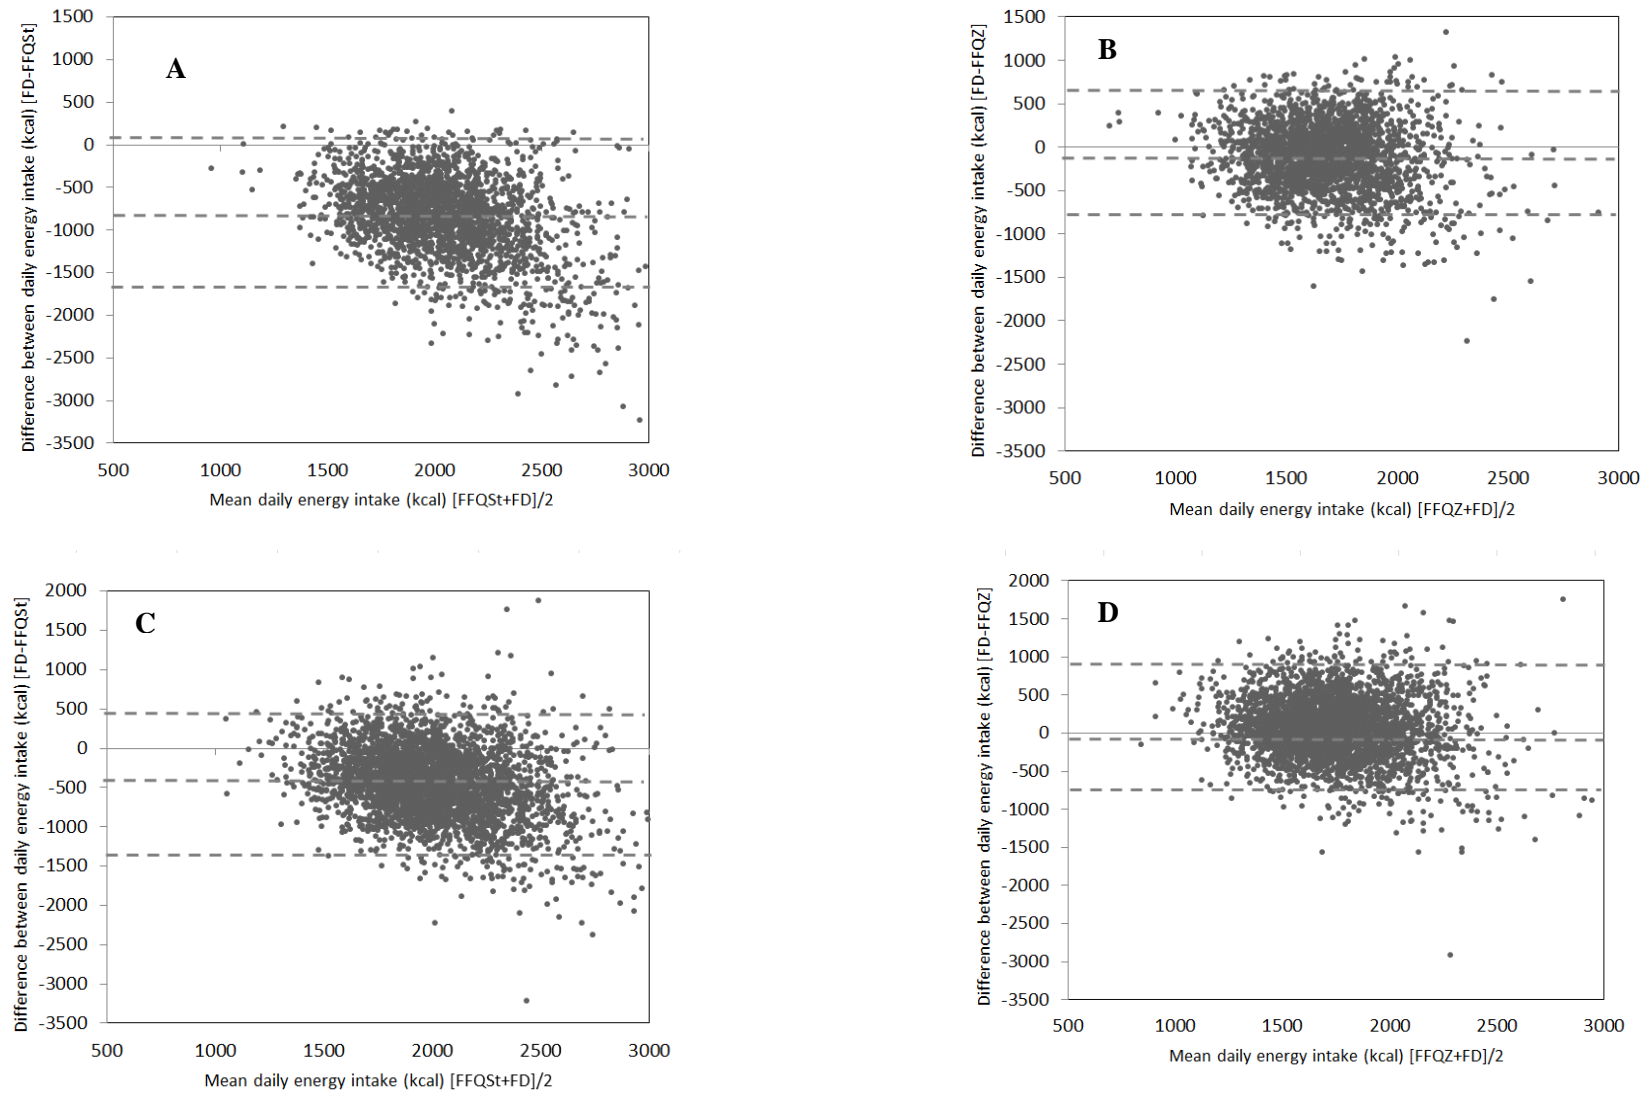 A
Difference between daily energy intake (kcal) [FD-FFQSt]
1500
1000
500
0
-500
-1000
-1500
-2000
-2500
-3000
-3500
500 1000 1500 2000 2500 3000
Mean daily energy intake (kcal) [FFQSt+FD]/2
B
Difference between daily energy intake (kcal) [FD-FFQZ]
1500
1000
500
0
-500
-1000
-1500
-2000
-2500
-3000
-3500
500 1000 1500 2000 2500 3000
Mean daily energy intake (kcal) [FFQZ+FD]/2
C
Difference between daily energy intake (kcal) [FD-FFQSt]
2000
1500
1000
500
0
-500
-1000
-1500
-2000
-2500
-3000
-3500
500 1000 1500 2000 2500 3000
Mean daily energy intake (kcal) [FFQSt+FD]/2
D
Difference between daily energy intake (kcal) [FD-FFQZ]
2000
1500
1000
500
0
-500
-1000
-1500
-2000
-2500
-3000
-3500
500 1000 1500 2000 2500 3000
Mean daily energy intake (kcal) [FFQZ+FD]/2